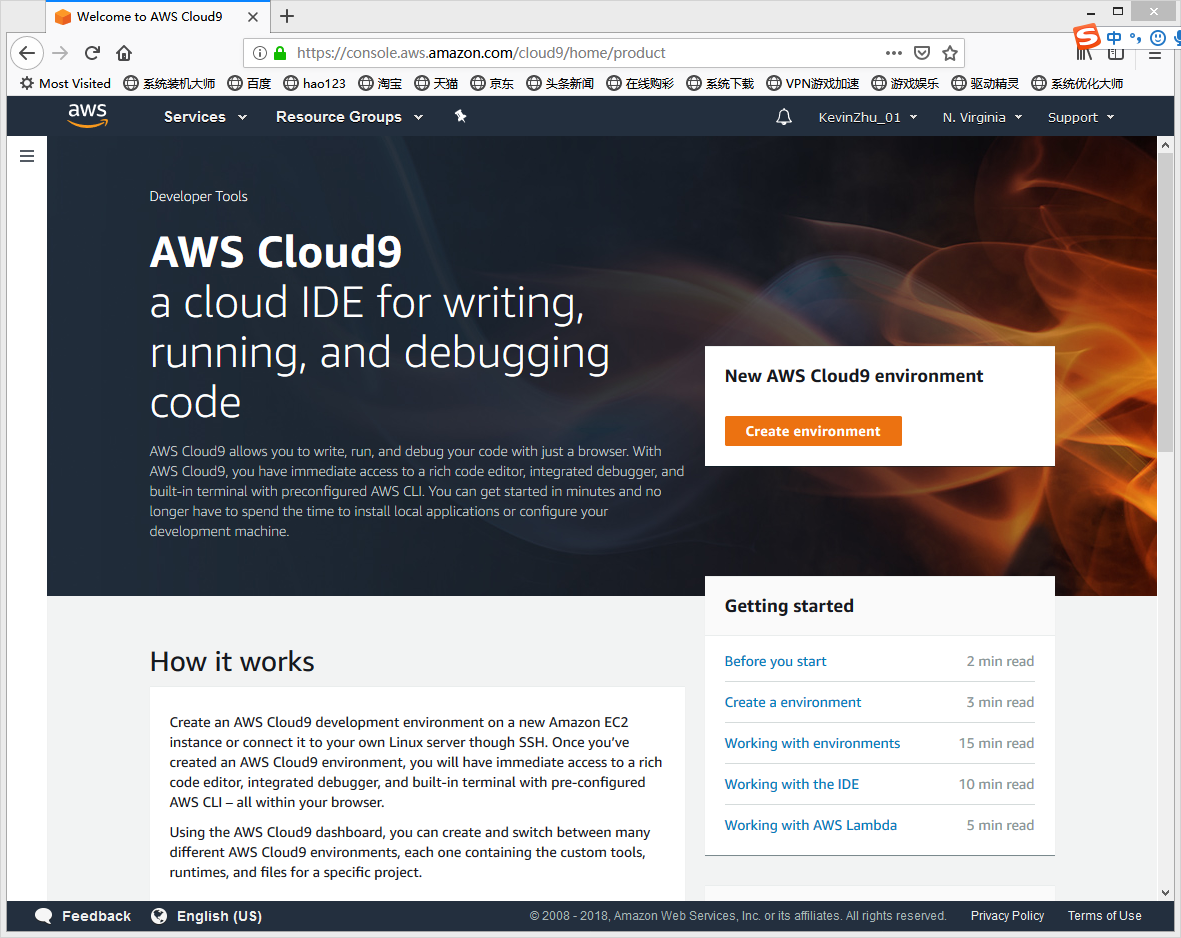 Welcome to AWS Cloud9
https://console.aws.amazon.com/cloud9/home/product
中
Most Visited 系统装机大师 百度 hao123 淘宝 天猫 京东 头条新闻 在线购彩 系统下载 VPN游戏加速 游戏娱乐 驱动精灵 系统优化大师
aws Services Resource Groups KevinZhu_01 N. Virginia Support
Developer Tools
AWS Cloud9
a cloud IDE for writing,
running, and debugging
code
AWS Cloud9 allows you to write, run, and debug your code with just a browser. With
AWS Cloud9, you have immediate access to a rich code editor, integrated debugger, and
built-in terminal with preconfigured AWS CLI. You can get started in minutes and no
longer have to spend the time to install local applications or configure your
development machine.
New AWS Cloud9 environment
Create environment
Getting started
Before you start 2 min read
Create a environment 3 min read
Working with environments 15 min read
Working with the IDE 10 min read
Working with AWS Lambda 5 min read
How it works
Create an AWS Cloud9 development environment on a new Amazon EC2
instance or connect it to your own Linux server though SSH. Once you’ve
created an AWS Cloud9 environment, you will have immediate access to a rich
code editor, integrated debugger, and built-in terminal with pre-configured
AWS CLI – all within your browser.
Using the AWS Cloud9 dashboard, you can create and switch between many
different AWS Cloud9 environments, each one containing the custom tools,
runtimes, and files for a specific project.
Feedback English (US) © 2008 - 2018, Amazon Web Services, Inc. or its affiliates. All rights reserved. Privacy Policy Terms of Use